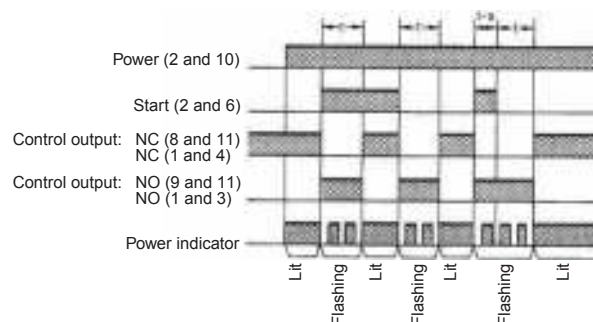 Power (2 and 10)
Start (2 and 6)
Control output: NC (8 and 11)
NC (1 and 4)
Control output: NO (9 and 11)
NO (1 and 3)
Power indicator
Lit
Flashing
Lit
Flashing
Lit
Flashing
Lit